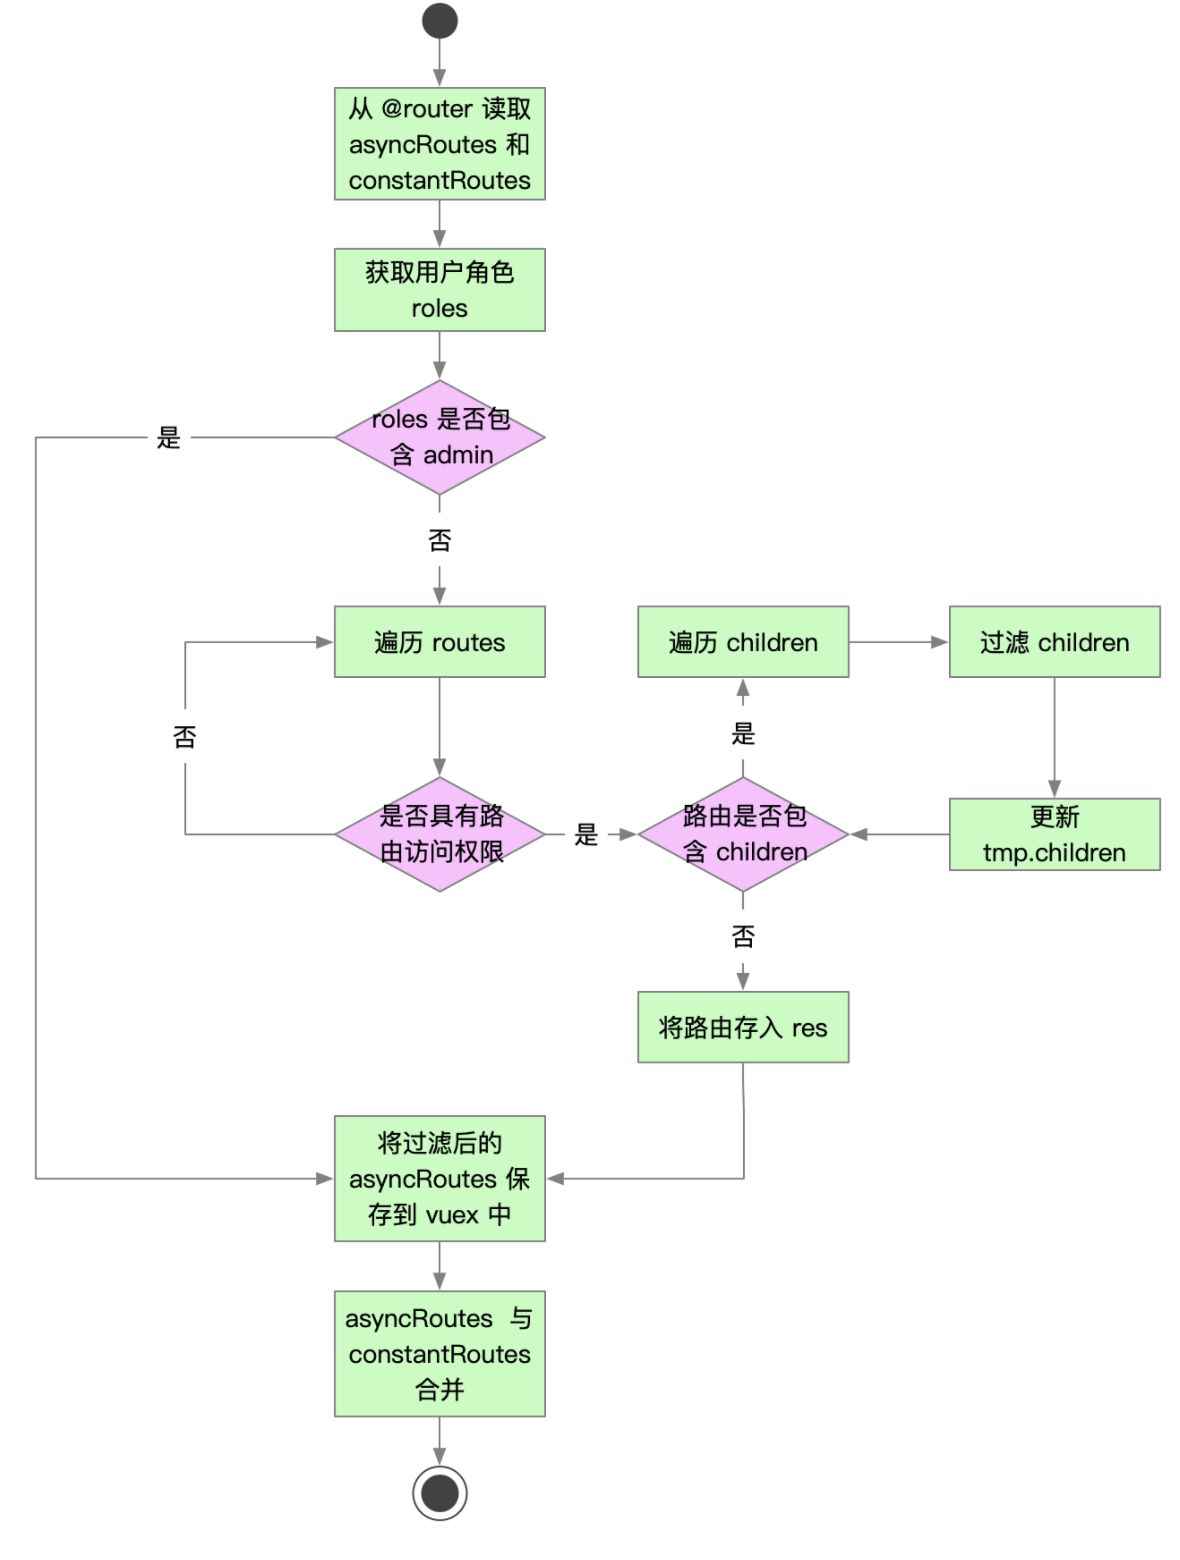 从 @router 读取
asyncRoutes 和
constantRoutes
获取用户角色
roles
roles 是否包
含 admin
是
否
遍历 routes
遍历 children
过滤 children
否
是
是否具有路
由访问权限
是
路由是否包
含 children
更新
tmp.children
否
将路由存入 res
将过滤后的
asyncRoutes 保
存到 vuex 中
asyncRoutes 与
constantRoutes
合并